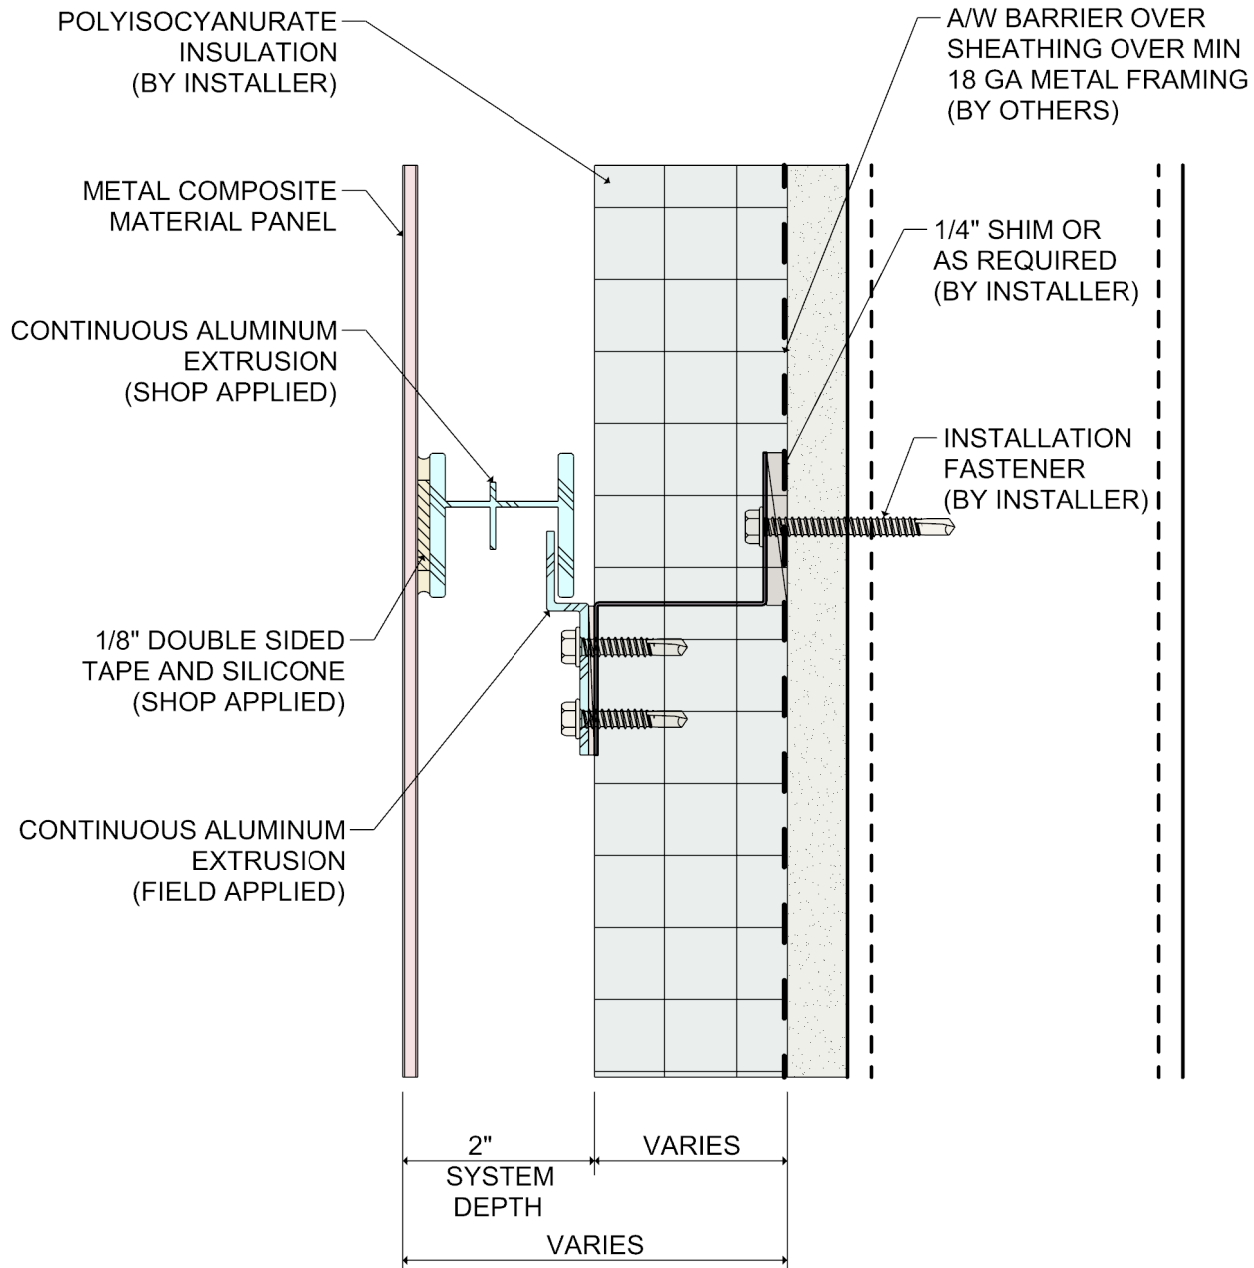 POLYISOCYANURATE
INSULATION
(BY INSTALLER)
METAL COMPOSITE
MATERIAL PANEL
CONTINUOUS ALUMINUM
EXTRUSION
(SHOP APPLIED)
1/8" DOUBLE SIDED
TAPE AND SILICONE
(SHOP APPLIED)
CONTINUOUS ALUMINUM
EXTRUSION
(FIELD APPLIED)
A/W BARRIER OVER
SHEATHING OVER MIN
18 GA METAL FRAMING
(BY OTHERS)
1/4" SHIM OR
AS REQUIRED
(BY INSTALLER)
INSTALLATION
FASTENER
(BY INSTALLER)
2"
SYSTEM
DEPTH
VARIES
VARIES